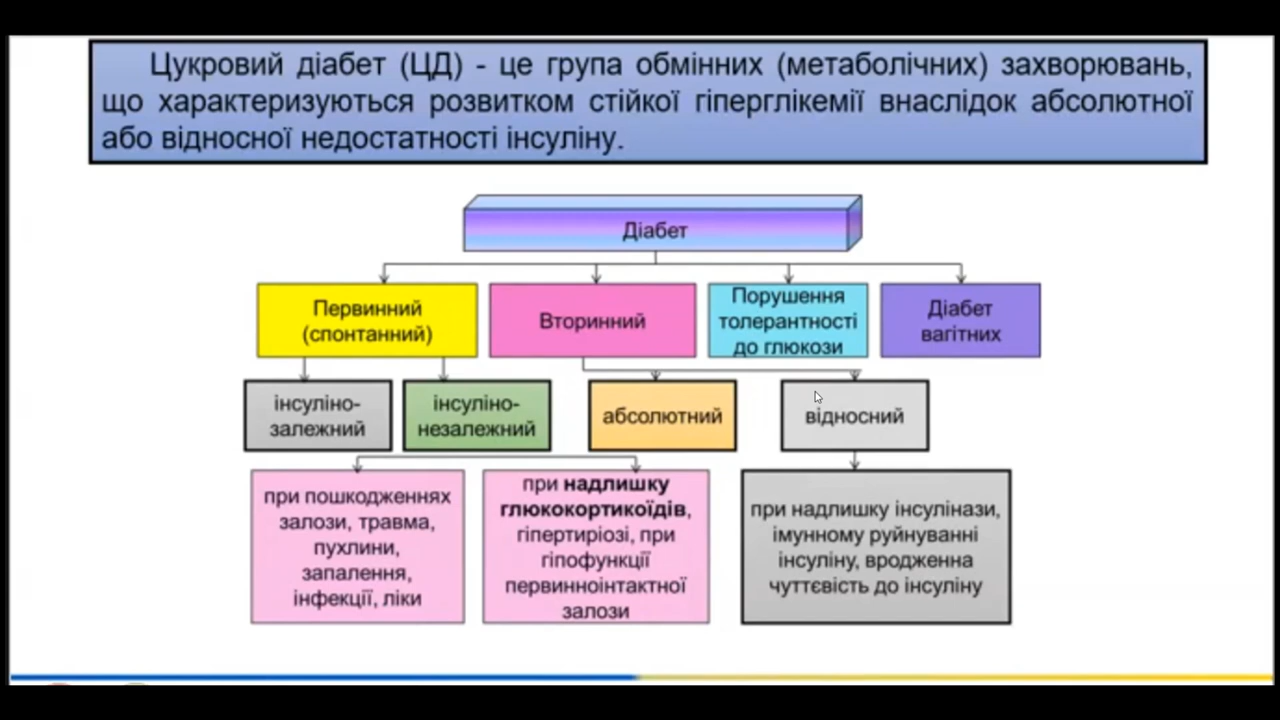 Цукровий діабет (ЦД) - це група обмінних (метаболічних) захворювань,
що характеризуються розвитком стійкої гіперглікемії внаслідок абсолютної
або відносної недостатності інсуліну.
Діабет
Первинний
(спонтанний)
Вторинний
Порушення
толерантності
до глюкози
Діабет
вагітних
інсуліно-
залежний
інсуліно-
незалежний
абсолютний
відносний
при пошкодженнях
залози, травма,
пухлини,
запалення,
інфекції, ліки
при надлишку
глюкокортикоїдів,
гіпертиріозі, при
гіпофункції
первинноінтактної
залози
при надлишку інсулінази,
імунному руйнуванні
інсуліну, вродженна
чуттєвість до інсуліну